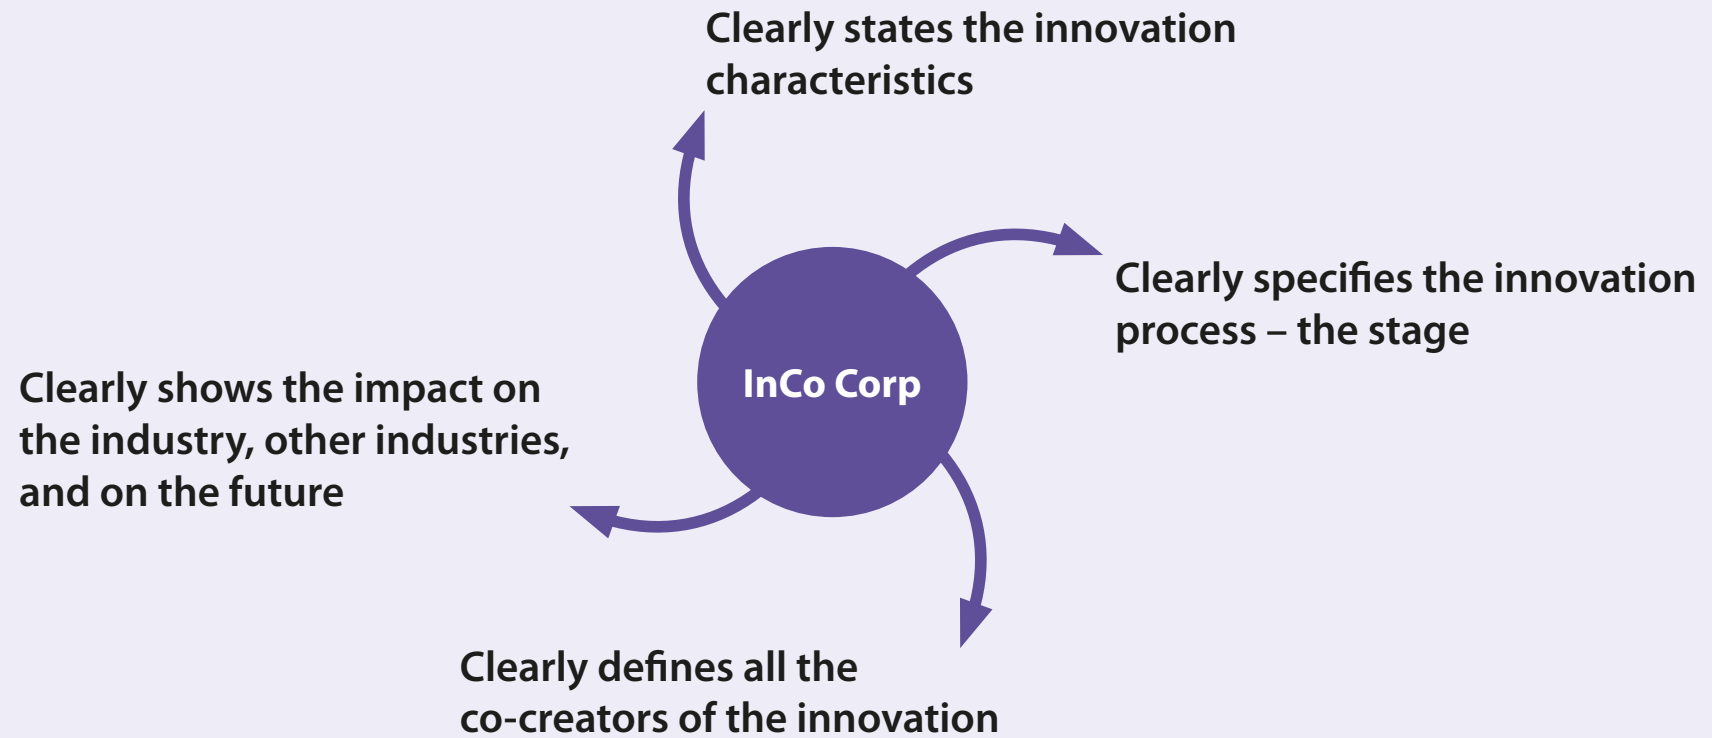 Clearly states the innovation
characteristics
Clearly specifies the innovation
process – the stage
InCo Corp
Clearly shows the impact on
the industry, other industries,
and on the future
Clearly defines all the
co-creators of the innovation